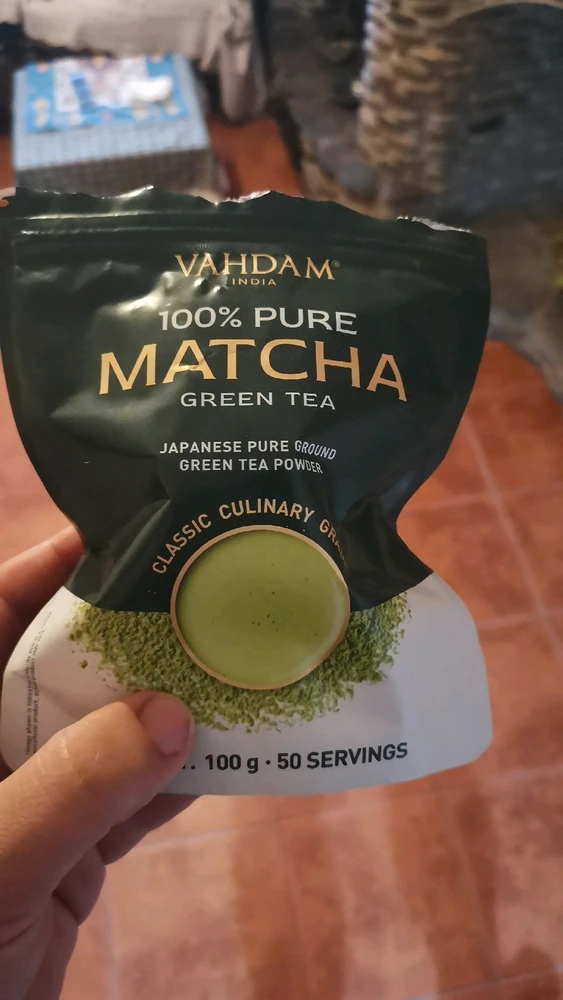 VAHDAM®
INDIA
100% PURE
MATCHA
GREEN TEA
JAPANESE PURE GROUND
GREEN TEA POWDER
CLASSIC CULINARY
100 g · 50 SERVINGS